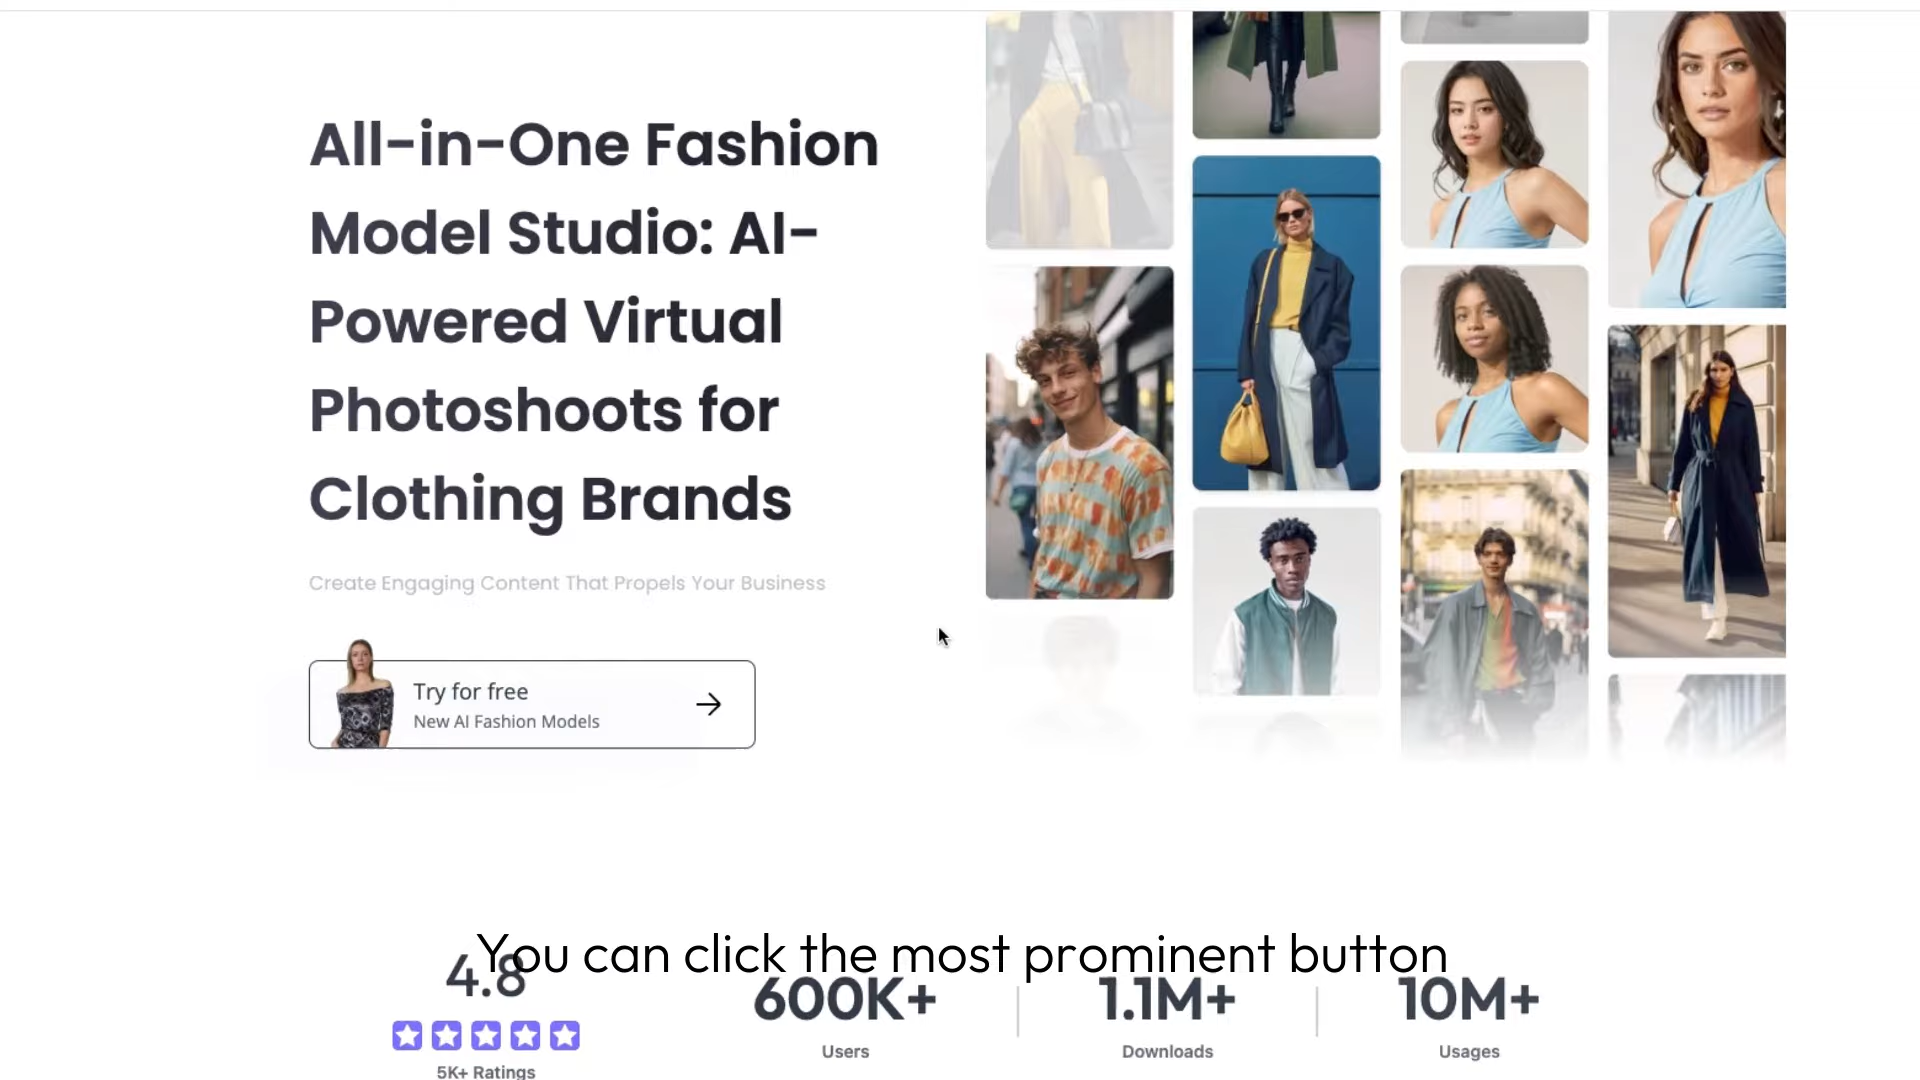 All-in-One Fashion
Model Studio: AI-
Powered Virtual
Photoshoots for
Clothing Brands
Create Engaging Content That Propels Your Business
Try for free
New AI Fashion Models
You can click the most prominent button
4.8
5K+ Ratings
600K+
Users
1.1M+
Downloads
10M+
Usages